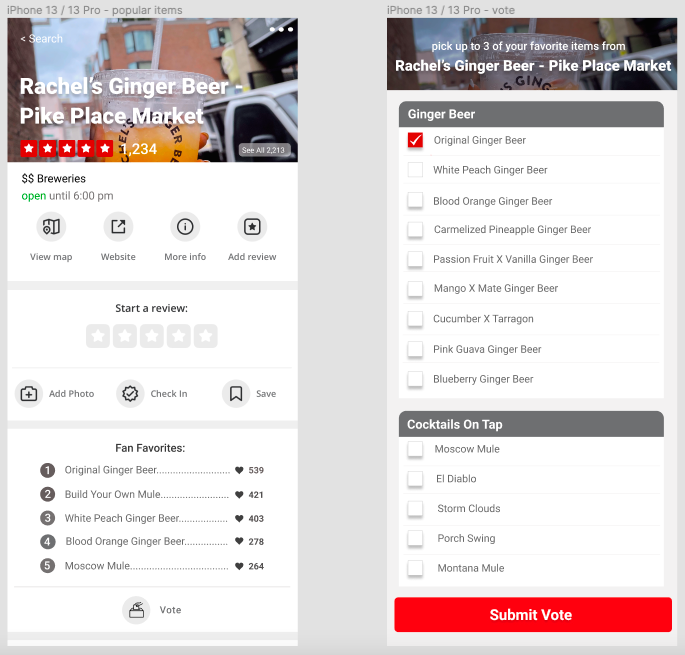 iPhone 13 / 13 Pro - popular items
< Search
Rachel's Ginger Beer -
Pike Place Market
1,234
See All 2,213
$$ Breweries
open until 6:00 pm
View map
Website
More info
Add review
Start a review:
Add Photo
Check In
Save
Fan Favorites:
1 Original Ginger Beer.......................... 539
2 Build Your Own Mule........................ 421
3 White Peach Ginger Beer................. 403
4 Blood Orange Ginger Beer............... 278
5 Moscow Mule................................... 264
Vote
iPhone 13 / 13 Pro - vote
pick up to 3 of your favorite items from
Rachel's Ginger Beer - Pike Place Market
Ginger Beer
Original Ginger Beer
White Peach Ginger Beer
Blood Orange Ginger Beer
Carmelized Pineapple Ginger Beer
Passion Fruit X Vanilla Ginger Beer
Mango X Mate Ginger Beer
Cucumber X Tarragon
Pink Guava Ginger Beer
Blueberry Ginger Beer
Cocktails On Tap
Moscow Mule
El Diablo
Storm Clouds
Porch Swing
Montana Mule
Submit Vote